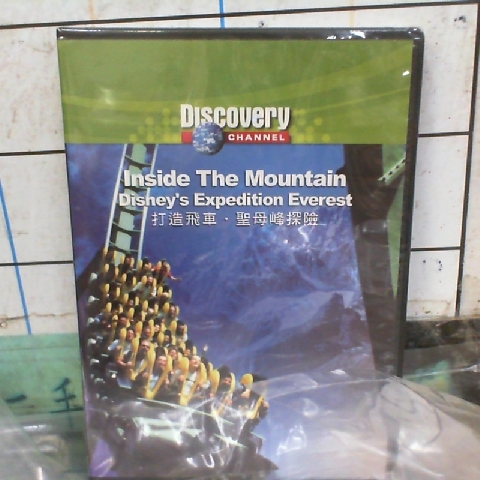 Discovery
CHANNEL
Inside The Mountain
Disney's Expedition Everest
打造飛車·聖母峰探險